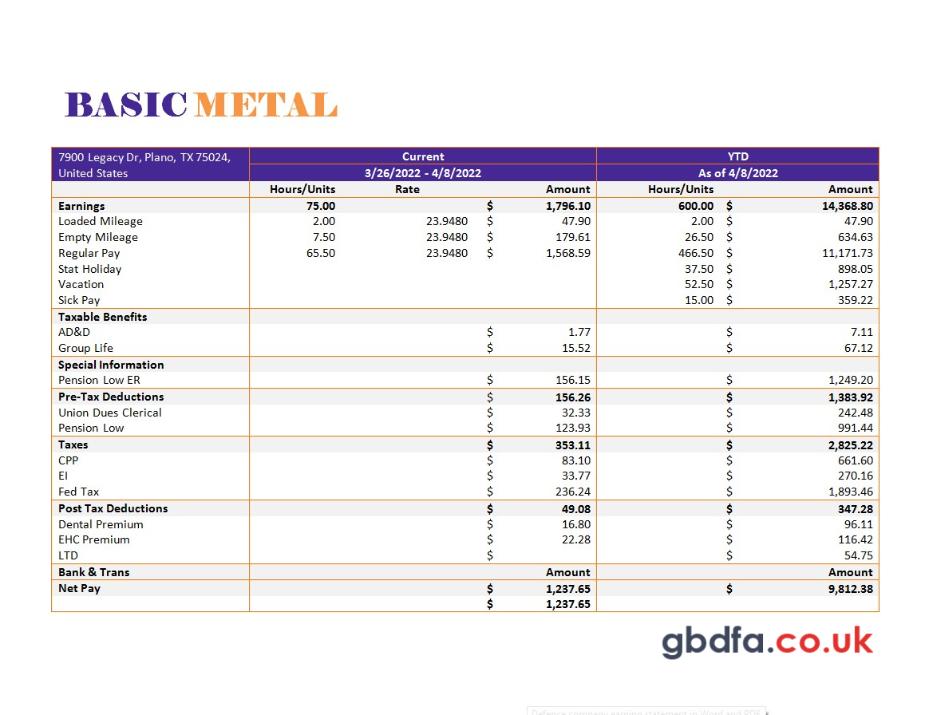 BASIC METAL
7900 Legacy Dr, Plano, TX 75024, Current YTD
United States 3/26/2022 - 4/8/2022 As of 4/8/2022
Hours/Units Rate Amount Hours/Units Amount
Earnings 75.00 $ 1,796.10 600.00 $ 14,368.80
Loaded Mileage 2.00 23.9480 $ 47.90 2.00 $ 47.90
Empty Mileage 7.50 23.9480 $ 179.61 26.50 $ 634.63
Regular Pay 65.50 23.9480 $ 1,568.59 466.50 $ 11,171.73
Stat Holiday 37.50 $ 898.05
Vacation 52.50 $ 1,257.27
Sick Pay 15.00 $ 359.22
Taxable Benefits
AD&D $ 1.77 $ 7.11
Group Life $ 15.52 $ 67.12
Special Information
Pension Low ER $ 156.15 $ 1,249.20
Pre-Tax Deductions $ 156.26 $ 1,383.92
Union Dues Clerical $ 32.33 $ 242.48
Pension Low $ 123.93 $ 991.44
Taxes $ 353.11 $ 2,825.22
CPP $ 83.10 $ 661.60
EI $ 33.77 $ 270.16
Fed Tax $ 236.24 $ 1,893.46
Post Tax Deductions $ 49.08 $ 347.28
Dental Premium $ 16.80 $ 96.11
EHC Premium $ 22.28 $ 116.42
LTD $ $ 54.75
Bank & Trans Amount Amount
Net Pay $ 1,237.65 $ 9,812.38
$ 1,237.65
gbdfa.co.uk